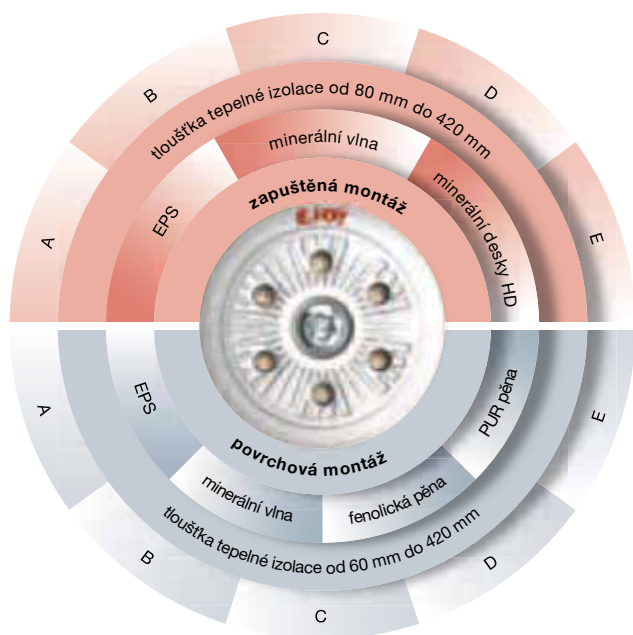 A
B
C
D
E
tloušťka tepelné izolace od 80 mm do 420 mm
EPS
minerální vlna
minerální desky HD
zapuštěná montáž
ejot
povrchová montáž
EPS
minerální vlna
fenolická pěna
PUR pěna
tloušťka tepelné izolace od 60 mm do 420 mm
A
B
C
D
E